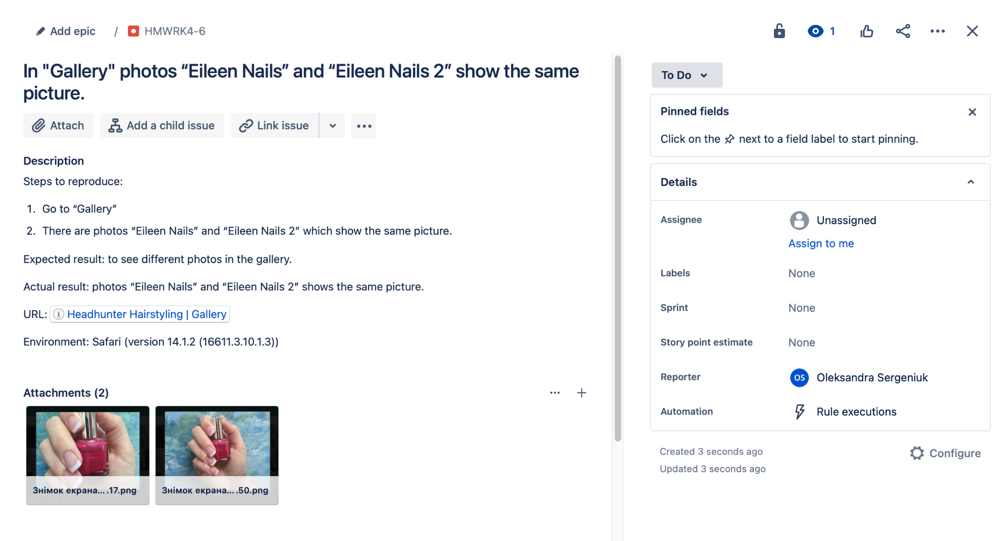 Add epic / HMWRK4-6
1
In "Gallery" photos “Eileen Nails” and “Eileen Nails 2” show the same
picture.
Attach
Add a child issue
Link issue
Description
Steps to reproduce:
1. Go to “Gallery”
2. There are photos “Eileen Nails” and “Eileen Nails 2” which show the same picture.
Expected result: to see different photos in the gallery.
Actual result: photos “Eileen Nails” and “Eileen Nails 2” shows the same picture.
URL: Headhunter Hairstyling | Gallery
Environment: Safari (version 14.1.2 (16611.3.10.1.3))
Attachments (2)
Знімок екрана... .17.png
Знімок екрана... .50.png
To Do
Pinned fields
Click on the next to a field label to start pinning.
Details
Assignee
Unassigned
Assign to me
Labels
None
Sprint
None
Story point estimate
None
Reporter
OS Oleksandra Sergeniuk
Automation
Rule executions
Created 3 seconds ago
Configure
Updated 3 seconds ago